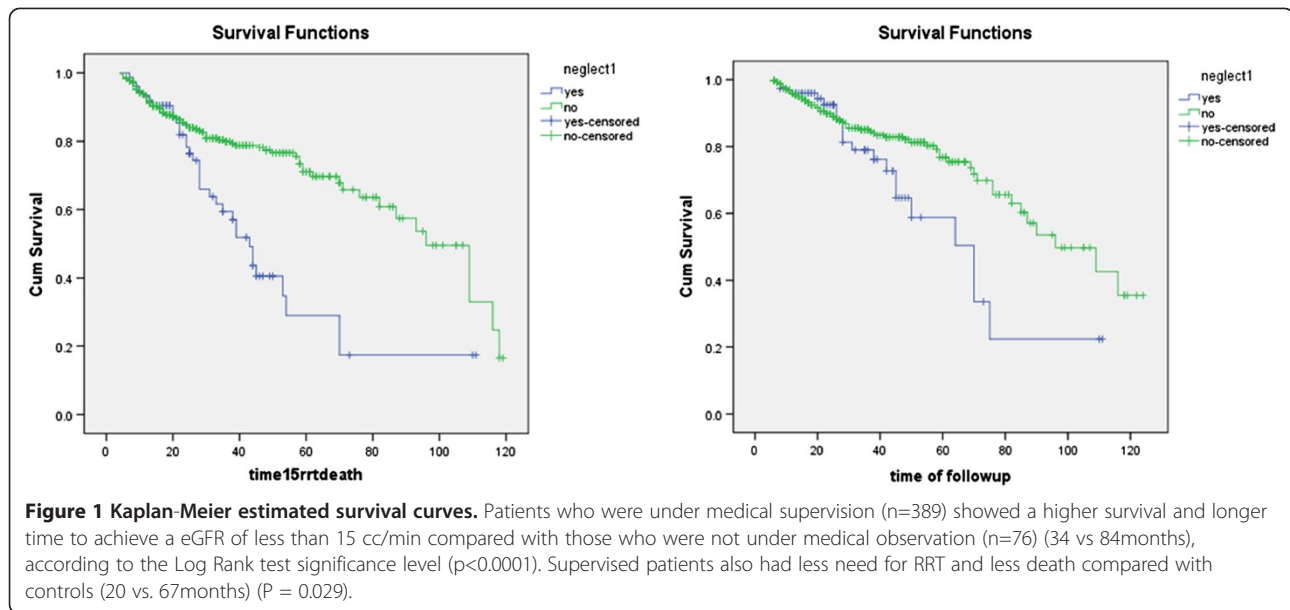 Survival Functions
Cum Survival
1.0
0.8
0.6
0.4
0.2
0.0
0 20 40 60 80 100 120
time15rrtdeath
neglect1
yes
no
yes-censored
no-censored
Survival Functions
Cum Survival
1.0
0.8
0.6
0.4
0.2
0.0
0 20 40 60 80 100 120
time of followup
neglect1
yes
no
yes-censored
no-censored
Figure 1 Kaplan-Meier estimated survival curves. Patients who were under medical supervision (n=389) showed a higher survival and longer
time to achieve a eGFR of less than 15 cc/min compared with those who were not under medical observation (n=76) (34 vs 84months),
according to the Log Rank test significance level (p<0.0001). Supervised patients also had less need for RRT and less death compared with
controls (20 vs. 67months) (P = 0.029).